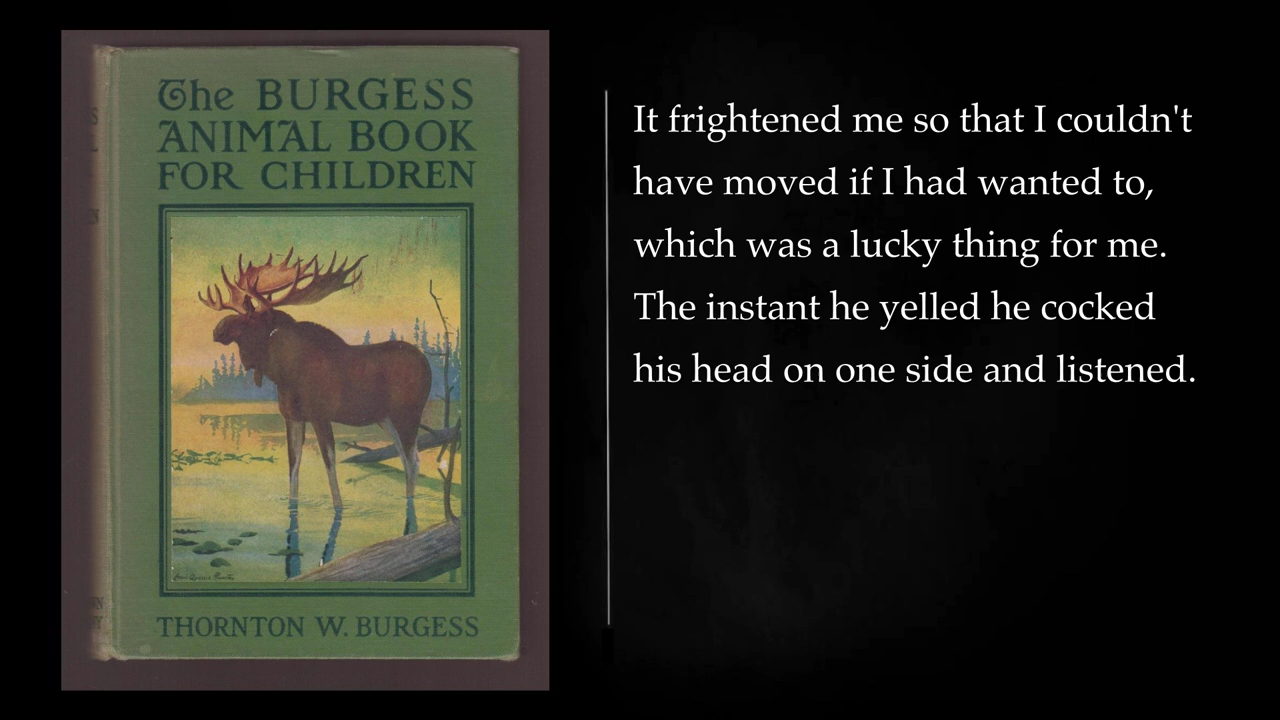 The BURGESS
ANIMAL BOOK
FOR CHILDREN
THORNTON W. BURGESS
It frightened me so that I couldn't
have moved if I had wanted to,
which was a lucky thing for me.
The instant he yelled he cocked
his head on one side and listened.